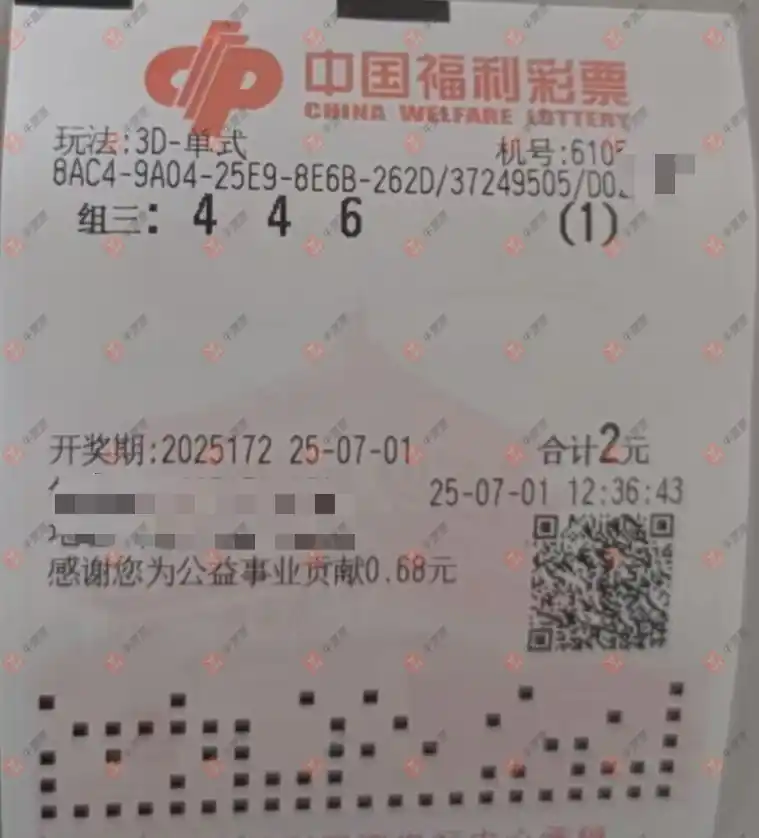 中国福利彩票
CHINA WELFARE LOTTERY
玩法:3D-单式 机号:6105
8AC4-9A04-25E9-8E6B-262D/37249505/D0
组三: 4 4 6 (1)
开奖期:2025172 25-07-01 合计2元
25-07-01 12:36:43
感谢您为公益事业贡献0.68元